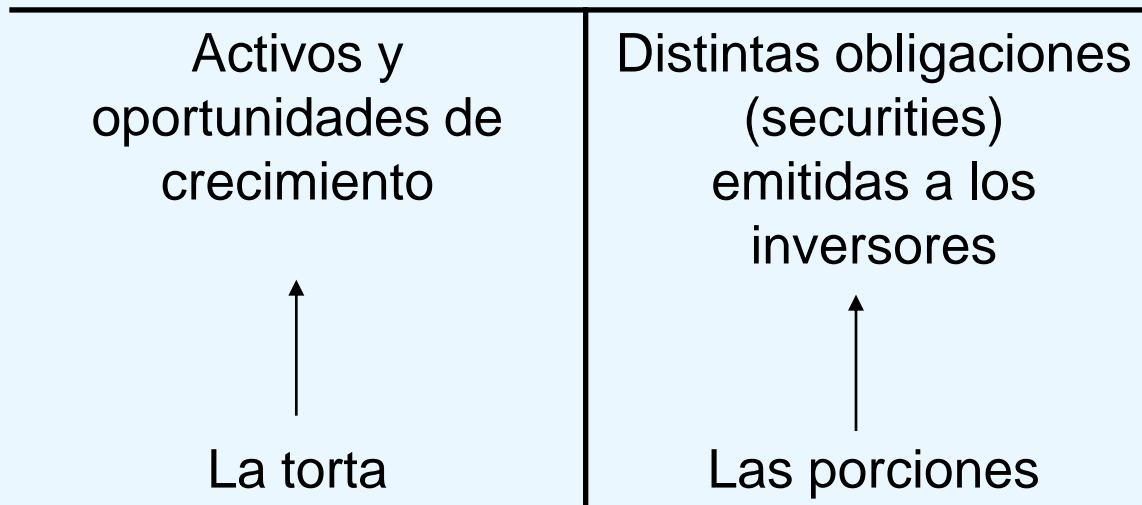 Activos y
oportunidades de
crecimiento
La torta
Distintas obligaciones
(securities)
emitidas a los
inversores
Las porciones